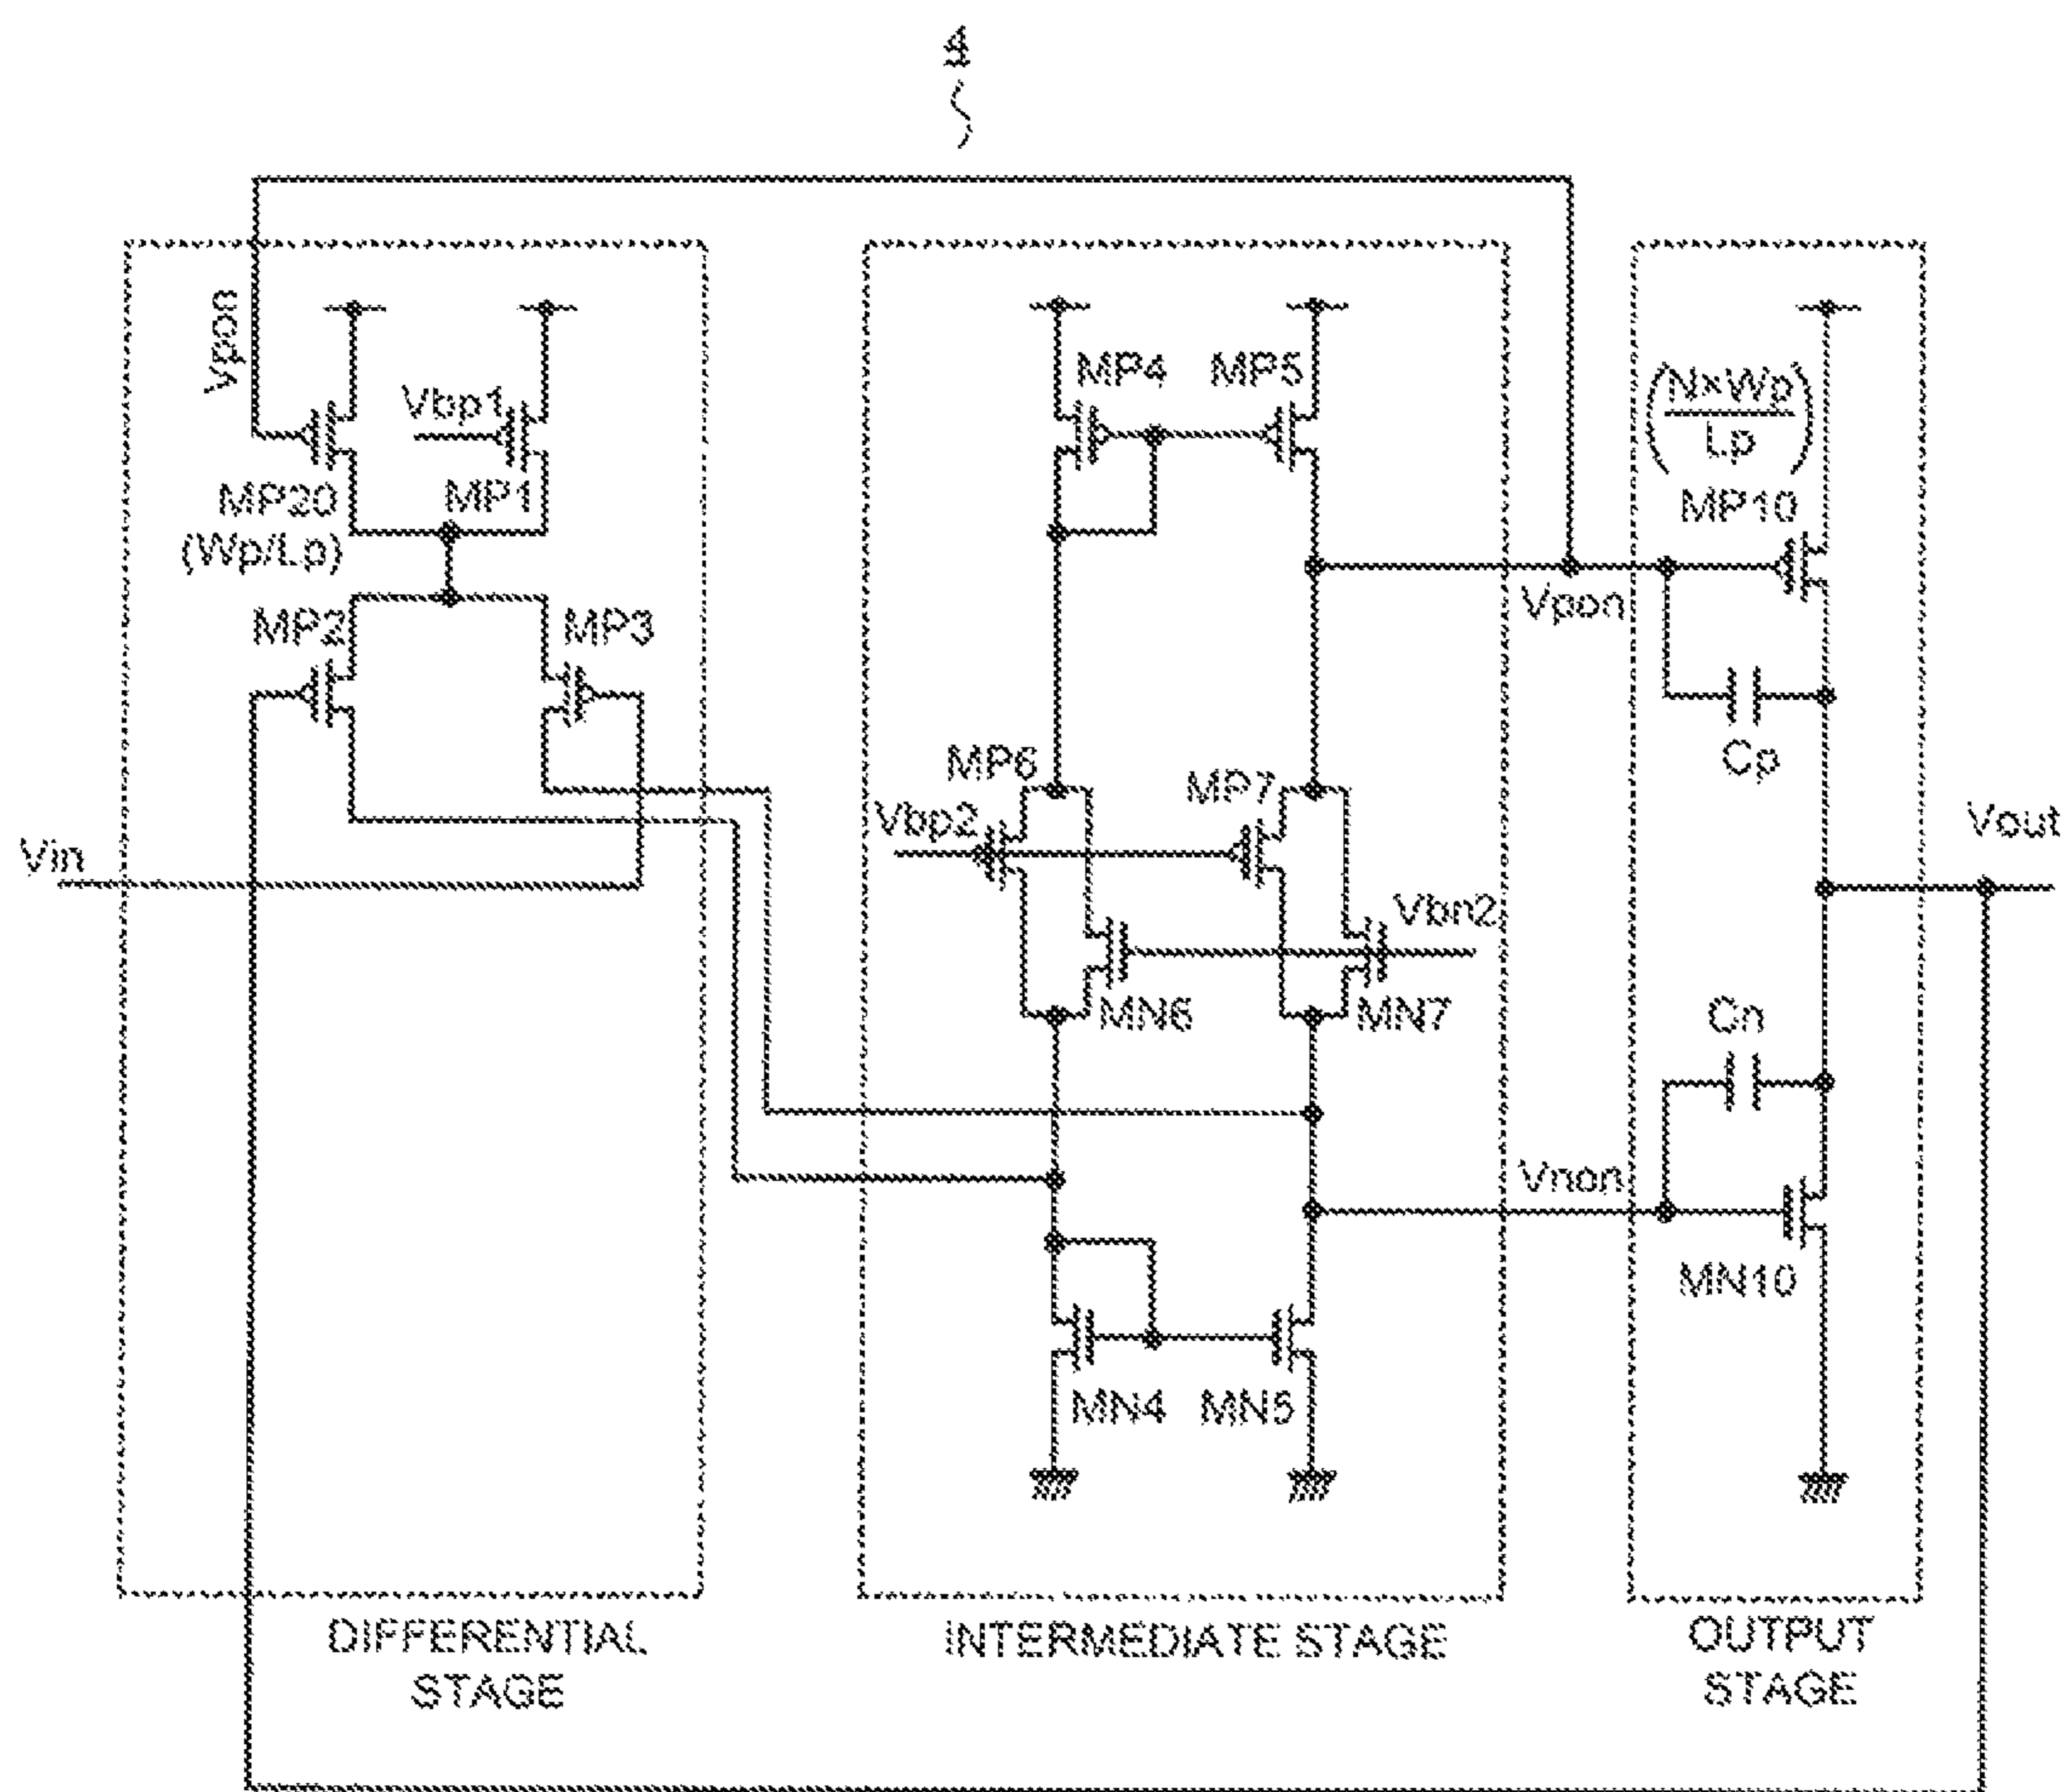 4
Vpon
Vbp1
MP20
(Wp/Lp)
MP1
MP2
MP3
Vin
DIFFERENTIAL
STAGE
MP4
MP5
MP6
MP7
Vbp2
Vbn2
MN6
MN7
MN4
MN5
INTERMEDIATE STAGE
Vpon
Vnon
(N×Wp
Lp)
MP10
Cp
Vout
Cn
MN10
OUTPUT
STAGE